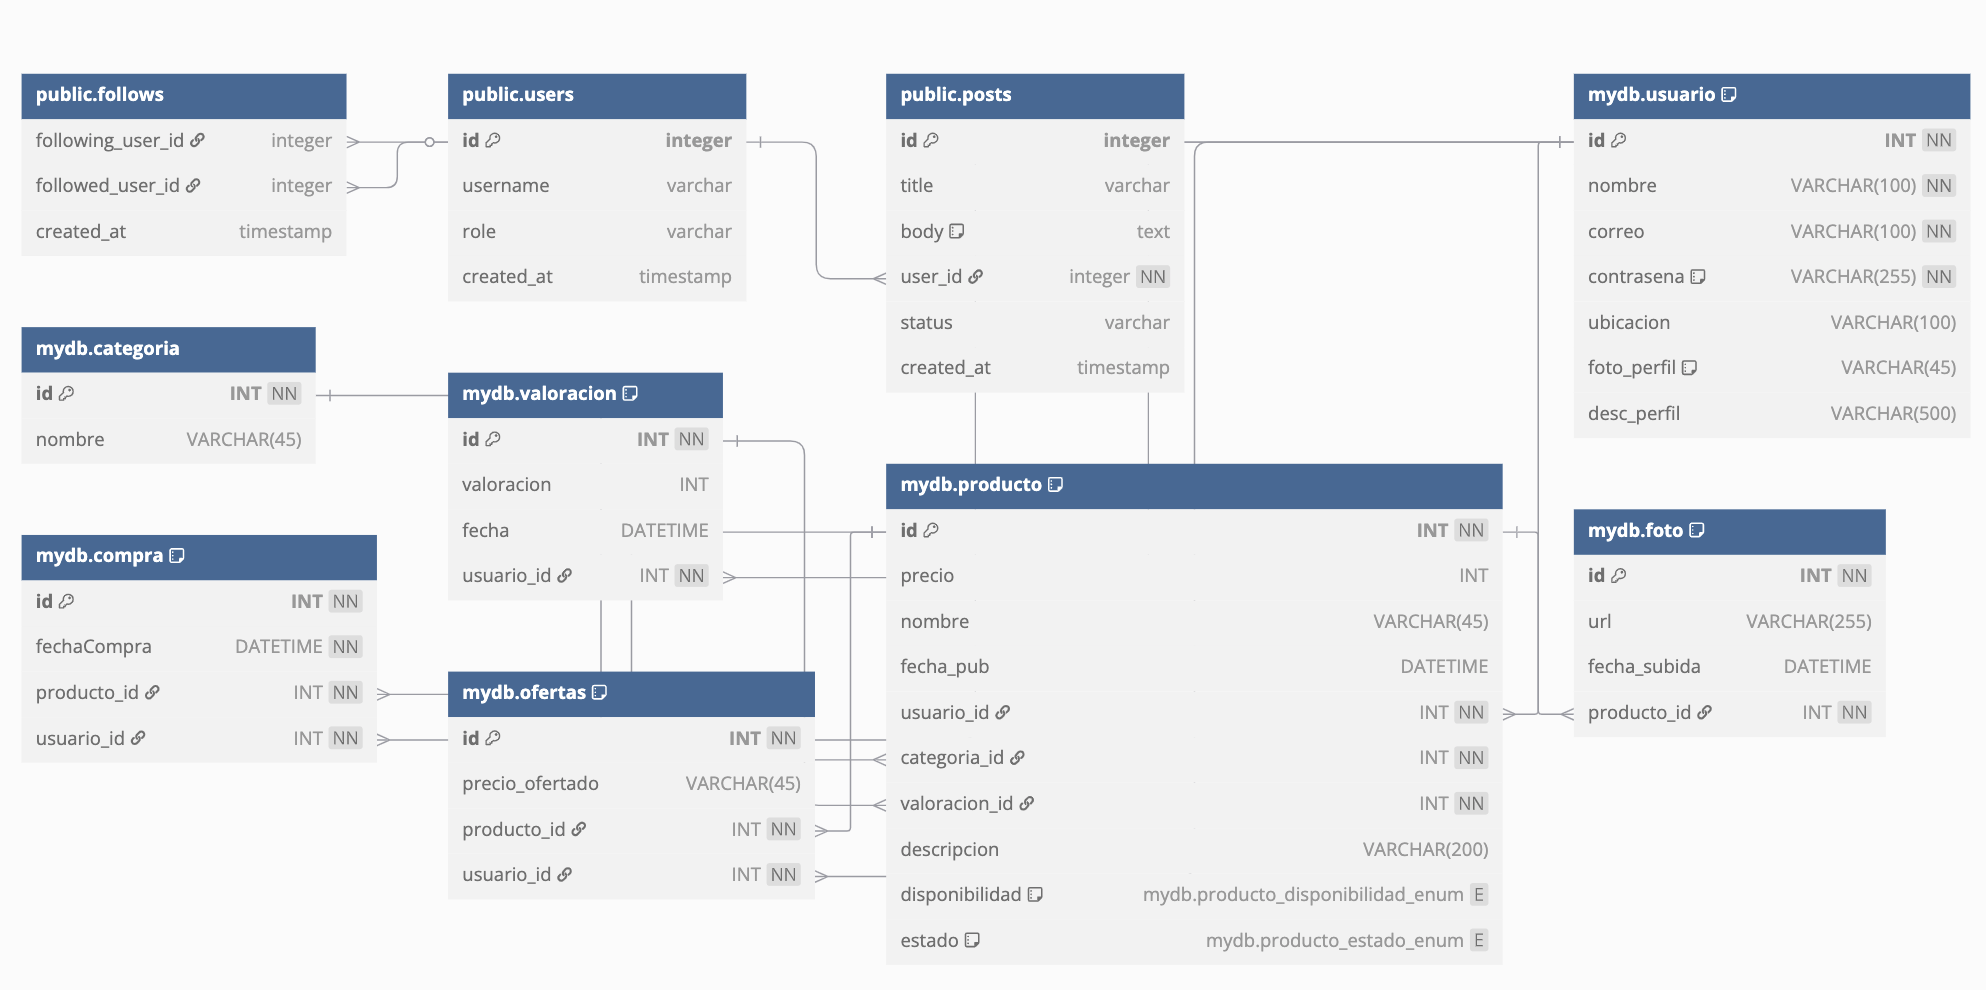 public.follows
following_user_id integer
followed_user_id integer
created_at timestamp
public.users
id integer
username varchar
role varchar
created_at timestamp
public.posts
id integer
title varchar
body text
user_id integer NN
status varchar
created_at timestamp
mydb.usuario
id INT NN
nombre VARCHAR(100) NN
correo VARCHAR(100) NN
contrasena VARCHAR(255) NN
ubicacion VARCHAR(100)
foto_perfil VARCHAR(45)
desc_perfil VARCHAR(500)
mydb.categoria
id INT NN
nombre VARCHAR(45)
mydb.valoracion
id INT NN
valoracion INT
fecha DATETIME
usuario_id INT NN
mydb.producto
id INT NN
precio INT
nombre VARCHAR(45)
fecha_pub DATETIME
usuario_id INT NN
categoria_id INT NN
valoracion_id INT NN
descripcion VARCHAR(200)
disponibilidad mydb.producto_disponibilidad_enum E
estado mydb.producto_estado_enum E
mydb.foto
id INT NN
url VARCHAR(255)
fecha_subida DATETIME
producto_id INT NN
mydb.compra
id INT NN
fechaCompra DATETIME NN
producto_id INT NN
usuario_id INT NN
mydb.ofertas
id INT NN
precio_ofertado VARCHAR(45)
producto_id INT NN
usuario_id INT NN